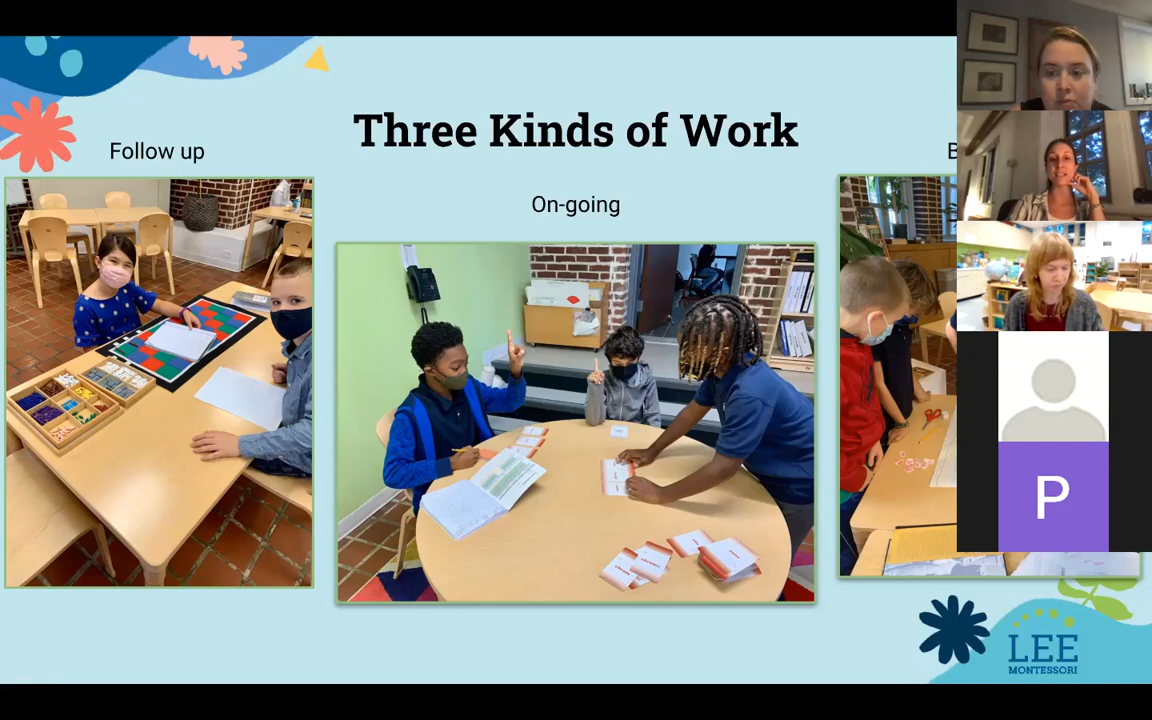 Three Kinds of Work
Follow up
On-going
B
P
LEE
MONTESSORI